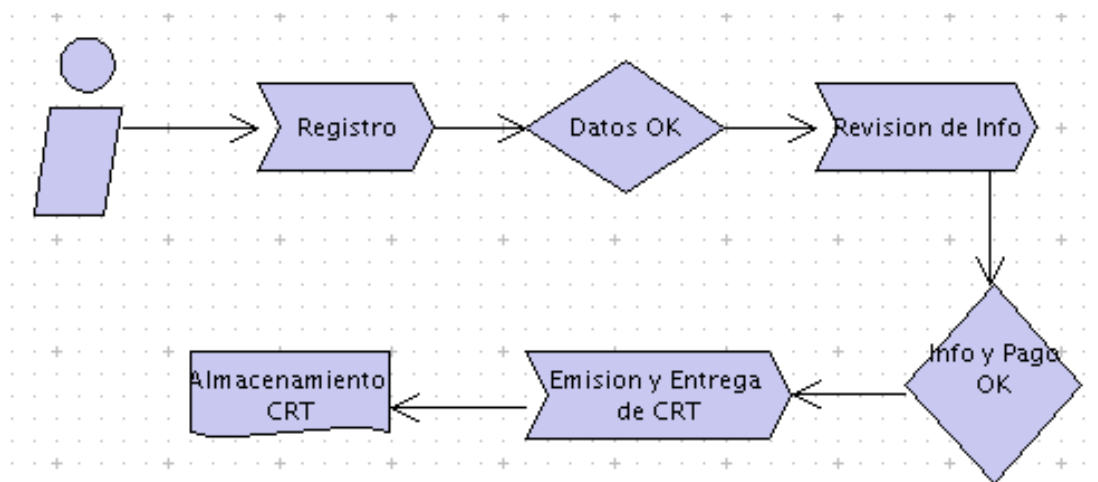 Registro
Datos OK
Revision de Info
Info y Pago
OK
Emision y Entrega
de CRT
Almacenamiento
CRT